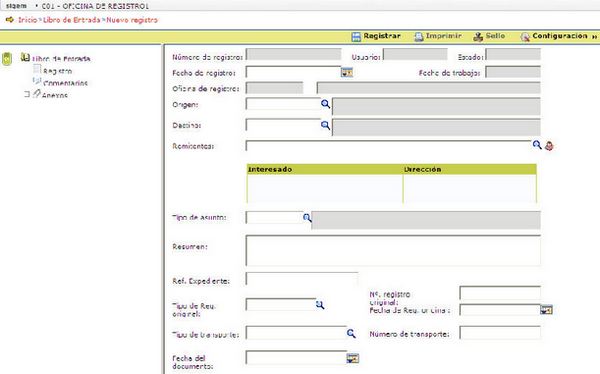 sigem • 001 - OFICINA DE REGISTRO1
Inicio » Libro de Entrada » Nuevo registro
Registrar Imprimir Sello Configuracion »
Libro de Entrada
Registro
Comentarios
Anexos
Número de registro: Usuario: Estado:
Fecha de registro: Fecha de trabajo:
Oficina de registro:
Origen:
Destino:
Remitentes:
Interesado Dirección
Tipo de asunto:
Resumen:
Ref. Expediente:
Nº. registro
original:
Tipo de Reg.
original:
Fecha de Reg. original:
Tipo de transporte: Número de transporte:
Fecha del
documento: